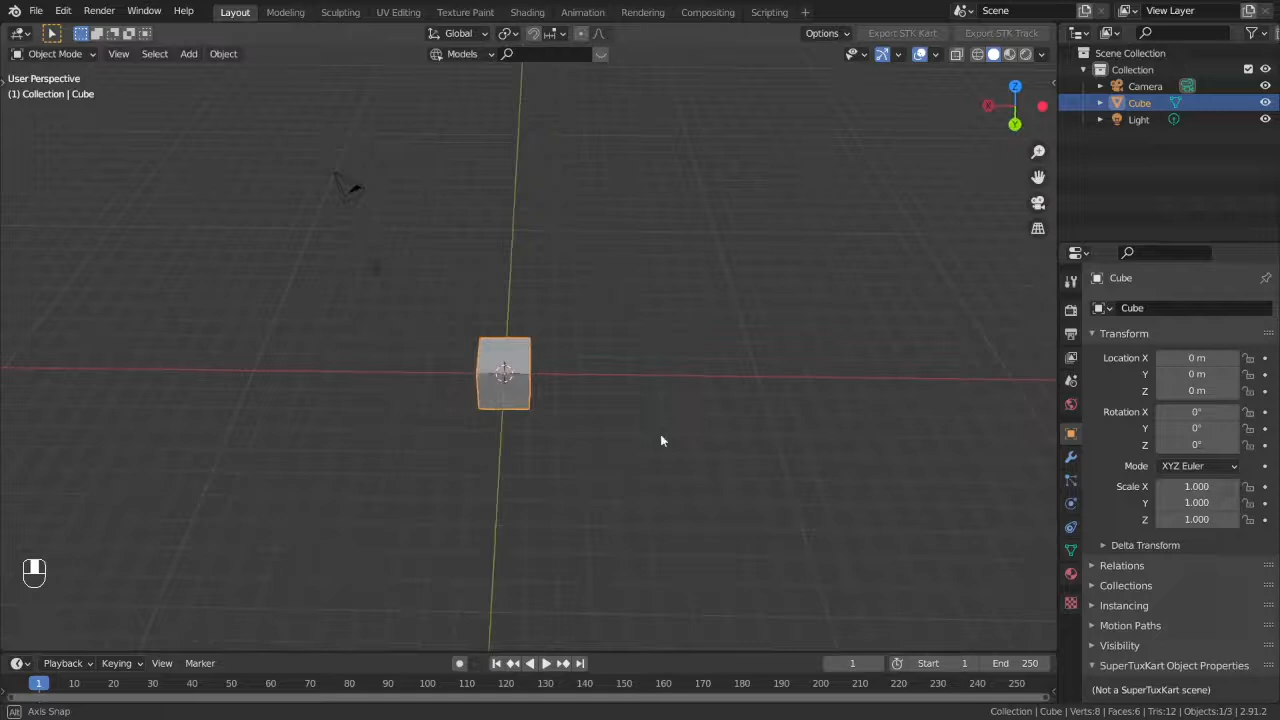 File Edit Render Window Help
Layout Modeling Sculpting UV Editing Texture Paint Shading Animation Rendering Compositing Scripting +
Scene
View Layer
Global
Options
Export STK Kart
Export STK Track
Object Mode View Select Add Object
Models
User Perspective
(1) Collection | Cube
Z
X
Y
Scene Collection
Collection
Camera
Cube
Light
Cube
Cube
Transform
Location X 0 m
Y 0 m
Z 0 m
Rotation X 0°
Y 0°
Z 0°
Mode XYZ Euler
Scale X 1.000
Y 1.000
Z 1.000
Delta Transform
Relations
Collections
Instancing
Motion Paths
Visibility
SuperTuxKart Object Properties
(Not a SuperTuxKart scene)
Playback Keying View Marker
1
Start 1
End 250
1 10 20 30 40 50 60 70 80 90 100 110 120 130 140 150 160 170 180 190 200 210 220 230 240 250
Alt Axis Snap
Collection | Cube | Verts:8 | Faces:6 | Tris:12 | Objects:1/3 | 2.91.2